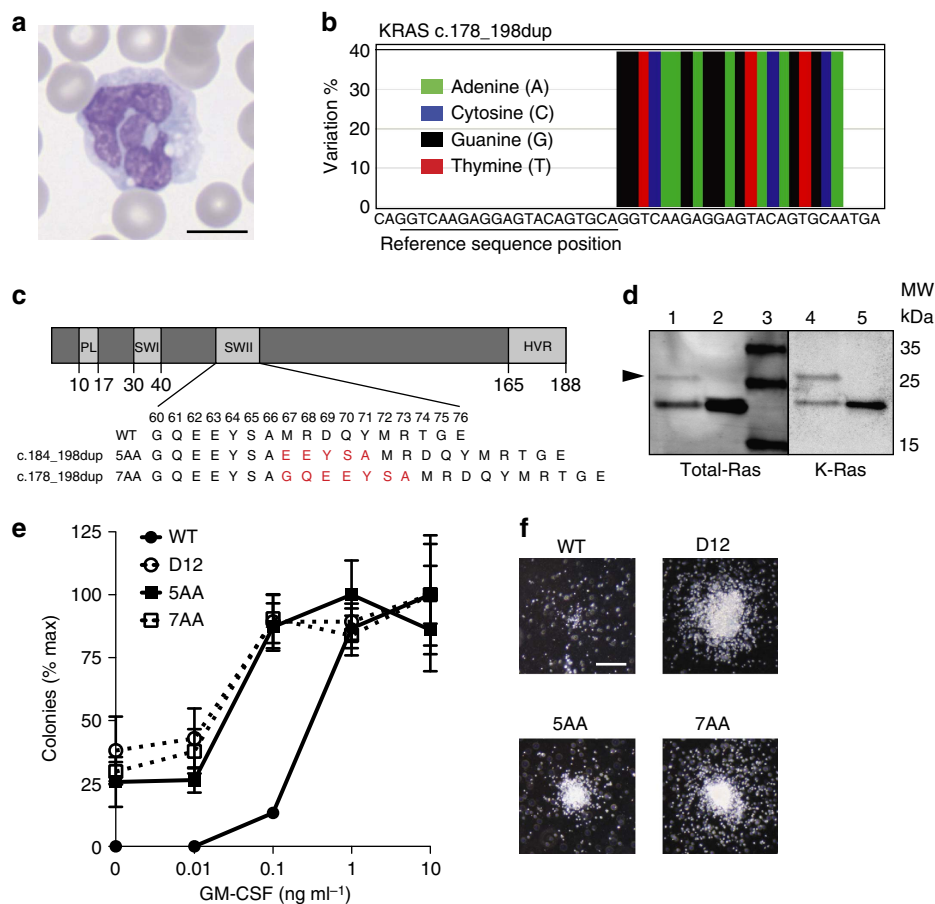 a
b
KRAS c.178_198dup
40
30
20
10
0
Variation %
Adenine (A)
Cytosine (C)
Guanine (G)
Thymine (T)
CAGGTCAAGAGGAGTACAGTGCAGGTCAAGAGGAGTACAGTGCAATGA
Reference sequence position
c
PL
SWI
SWII
HVR
10 17 30 40 165 188
60 61 62 63 64 65 66 67 68 69 70 71 72 73 74 75 76
WT G Q E E Y S A M R D Q Y M R T G E
c.184_198dup 5AA G Q E E Y S A E E Y S A M R D Q Y M R T G E
c.178_198dup 7AA G Q E E Y S A G Q E E Y S A M R D Q Y M R T G E
d
MW
kDa
1 2 3 4 5
35
25
15
Total-Ras
K-Ras
e
125
100
75
50
25
0
Colonies (% max)
WT
D12
5AA
7AA
0 0.01 0.1 1 10
GM-CSF (ng ml⁻¹)
f
WT
D12
5AA
7AA